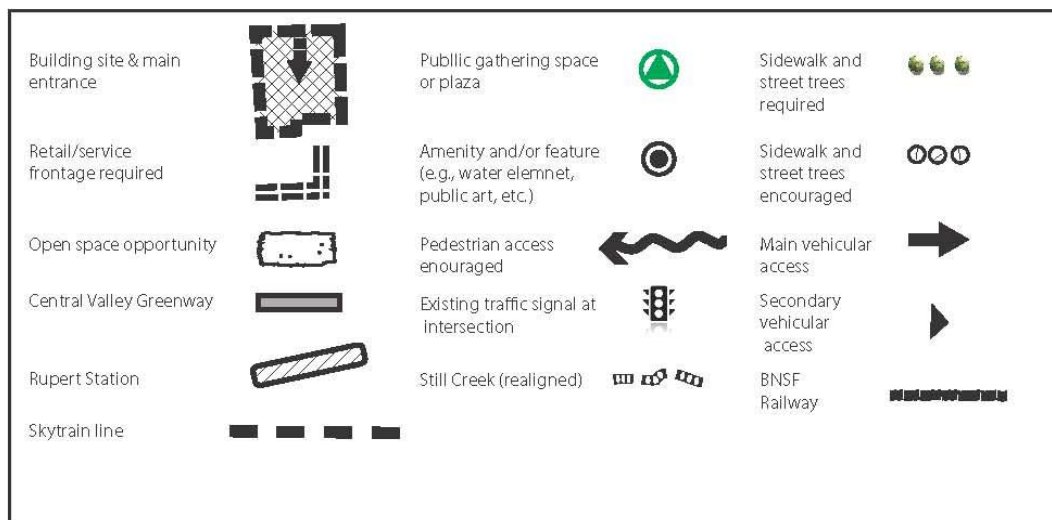 Building site & main
entrance
Retail/service
frontage required
Open space opportunity
Central Valley Greenway
Rupert Station
Skytrain line
Publlic gathering space
or plaza
Amenity and/or feature
(e.g., water elemnet,
public art, etc.)
Pedestrian access
enouraged
Existing traffic signal at
intersection
Still Creek (realigned)
Sidewalk and
street trees
required
Sidewalk and
street trees
encouraged
Main vehicular
access
Secondary
vehicular
access
BNSF
Railway